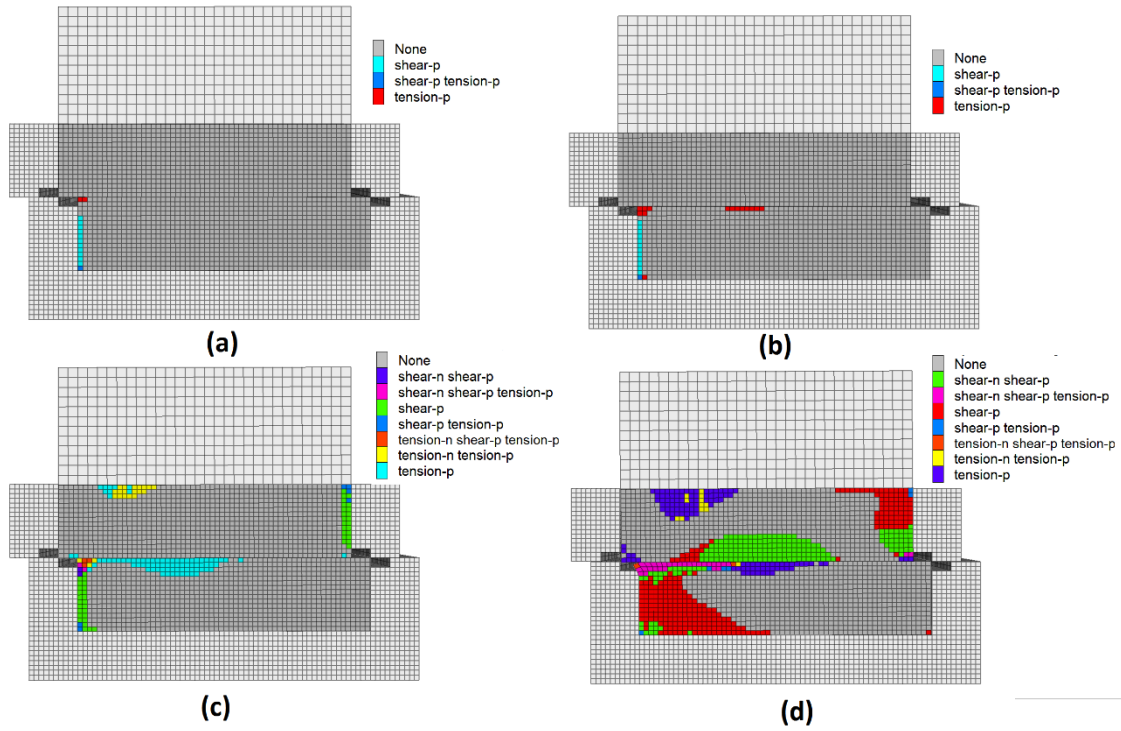 None
shear-p
shear-p tension-p
tension-p
(a)
None
shear-p
shear-p tension-p
tension-p
(b)
None
shear-n shear-p
shear-n shear-p tension-p
shear-p
shear-p tension-p
tension-n shear-p tension-p
tension-n tension-p
tension-p
(c)
None
shear-n shear-p
shear-n shear-p tension-p
shear-p
shear-p tension-p
tension-n shear-p tension-p
tension-n tension-p
tension-p
(d)